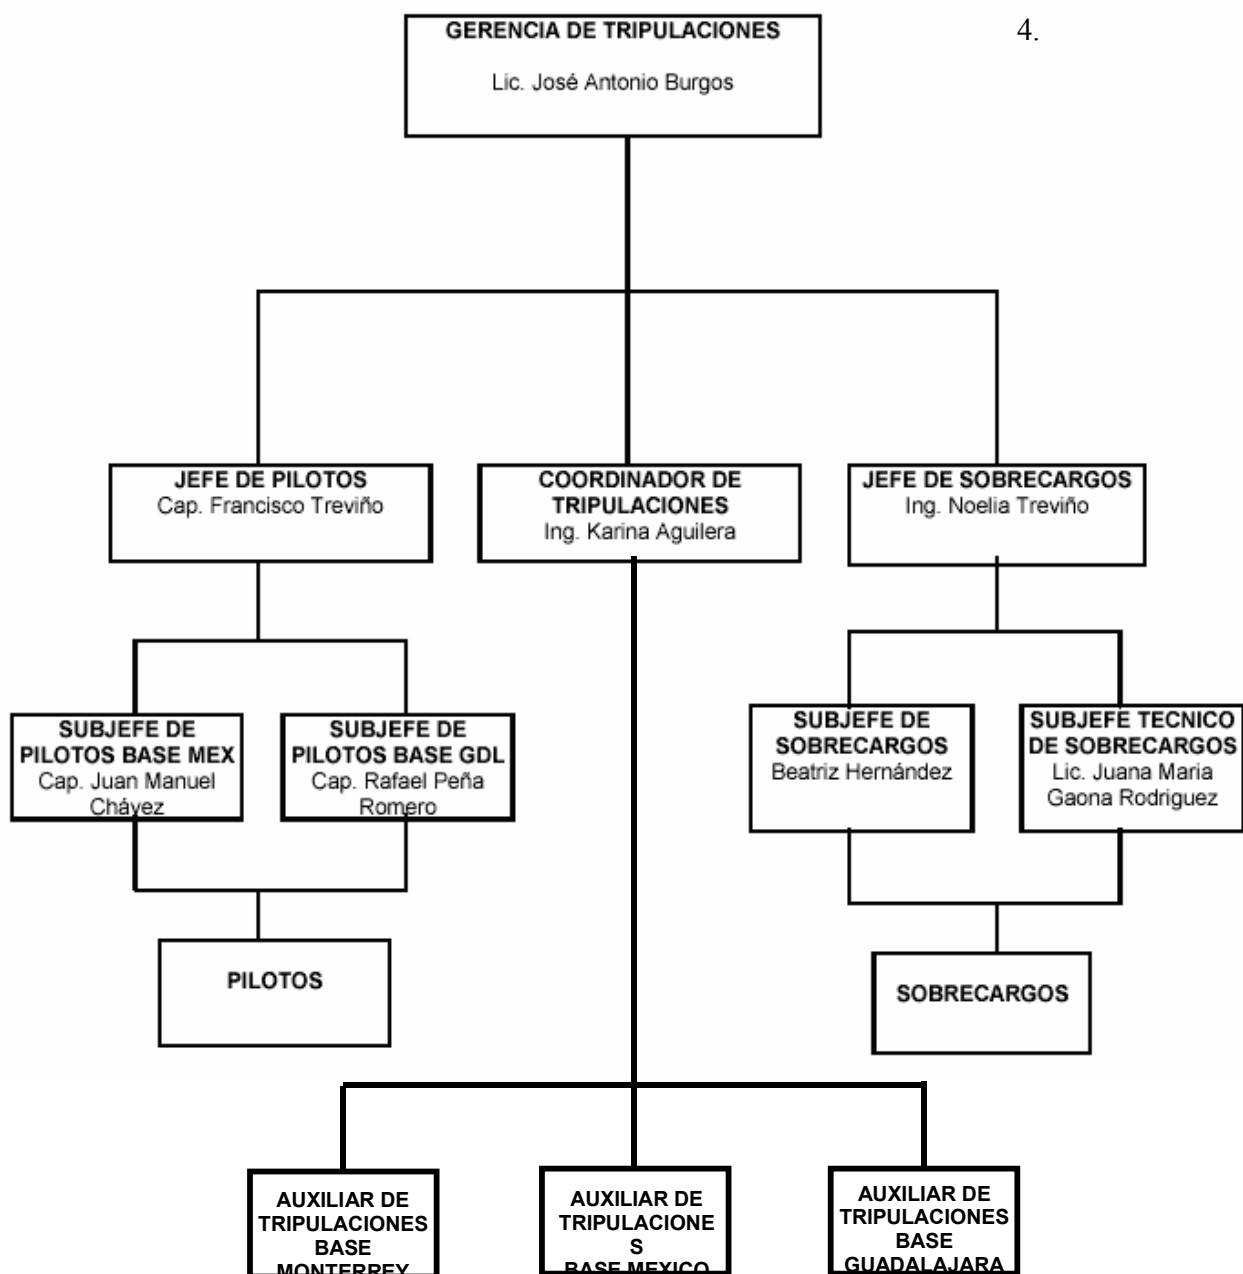 GERENCIA DE TRIPULACIONES
Lic. José Antonio Burgos
4.
JEFE DE PILOTOS
Cap. Francisco Treviño
COORDINADOR DE
TRIPULACIONES
Ing. Karina Aguilera
JEFE DE SOBRECARGOS
Ing. Noelia Treviño
SUBJEFE DE
PILOTOS BASE MEX
Cap. Juan Manuel
Chávez
SUBJEFE DE
PILOTOS BASE GDL
Cap. Rafael Peña
Romero
SUBJEFE DE
SOBRECARGOS
Beatriz Hernández
SUBJEFE TECNICO
DE SOBRECARGOS
Lic. Juana Maria
Gaona Rodriguez
PILOTOS
SOBRECARGOS
AUXILIAR DE
TRIPULACIONES
BASE
MONTERREY
AUXILIAR DE
TRIPULACIONE
S
BASE MEXICO
AUXILIAR DE
TRIPULACIONES
BASE
GUADALAJARA